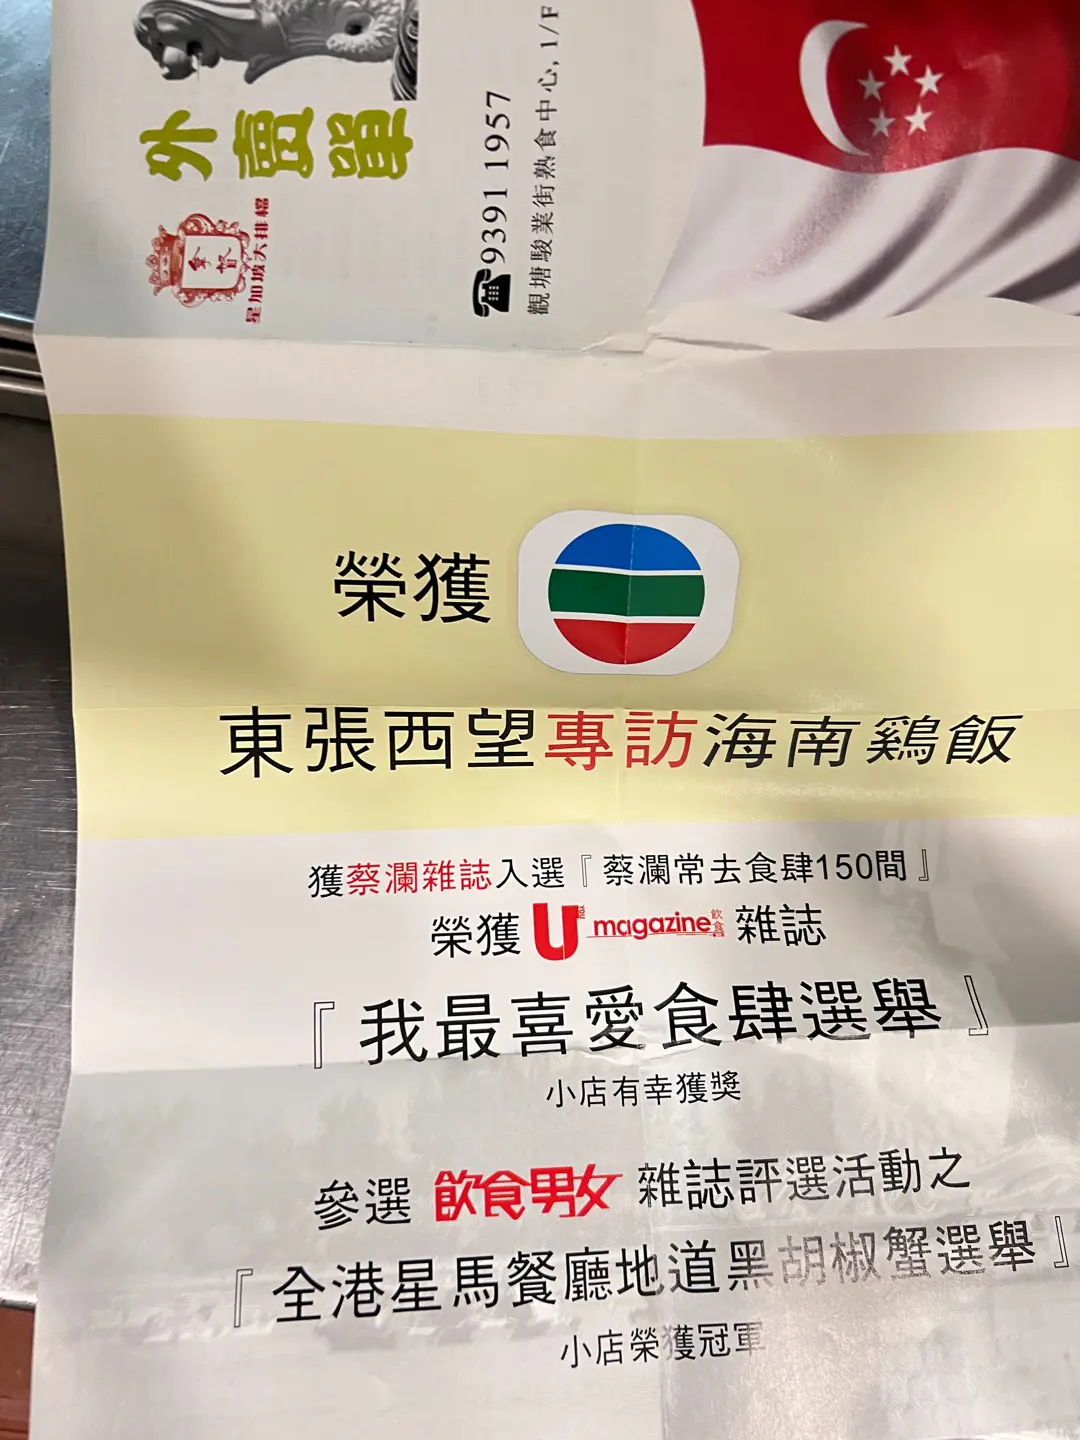 外賣單
拿督
星加坡大排檔
9391 1957
觀塘駿業街熟食中心, 1/F
榮獲
東張西望專訪海南鷄飯
獲蔡瀾雜誌入選『蔡瀾常去食肆150間』
榮獲 U magazine 飲食 雜誌
『我最喜愛食肆選舉』
小店有幸獲獎
參選 飲食男女 雜誌評選活動之
『全港星馬餐廳地道黑胡椒蟹選舉』
小店榮獲冠軍